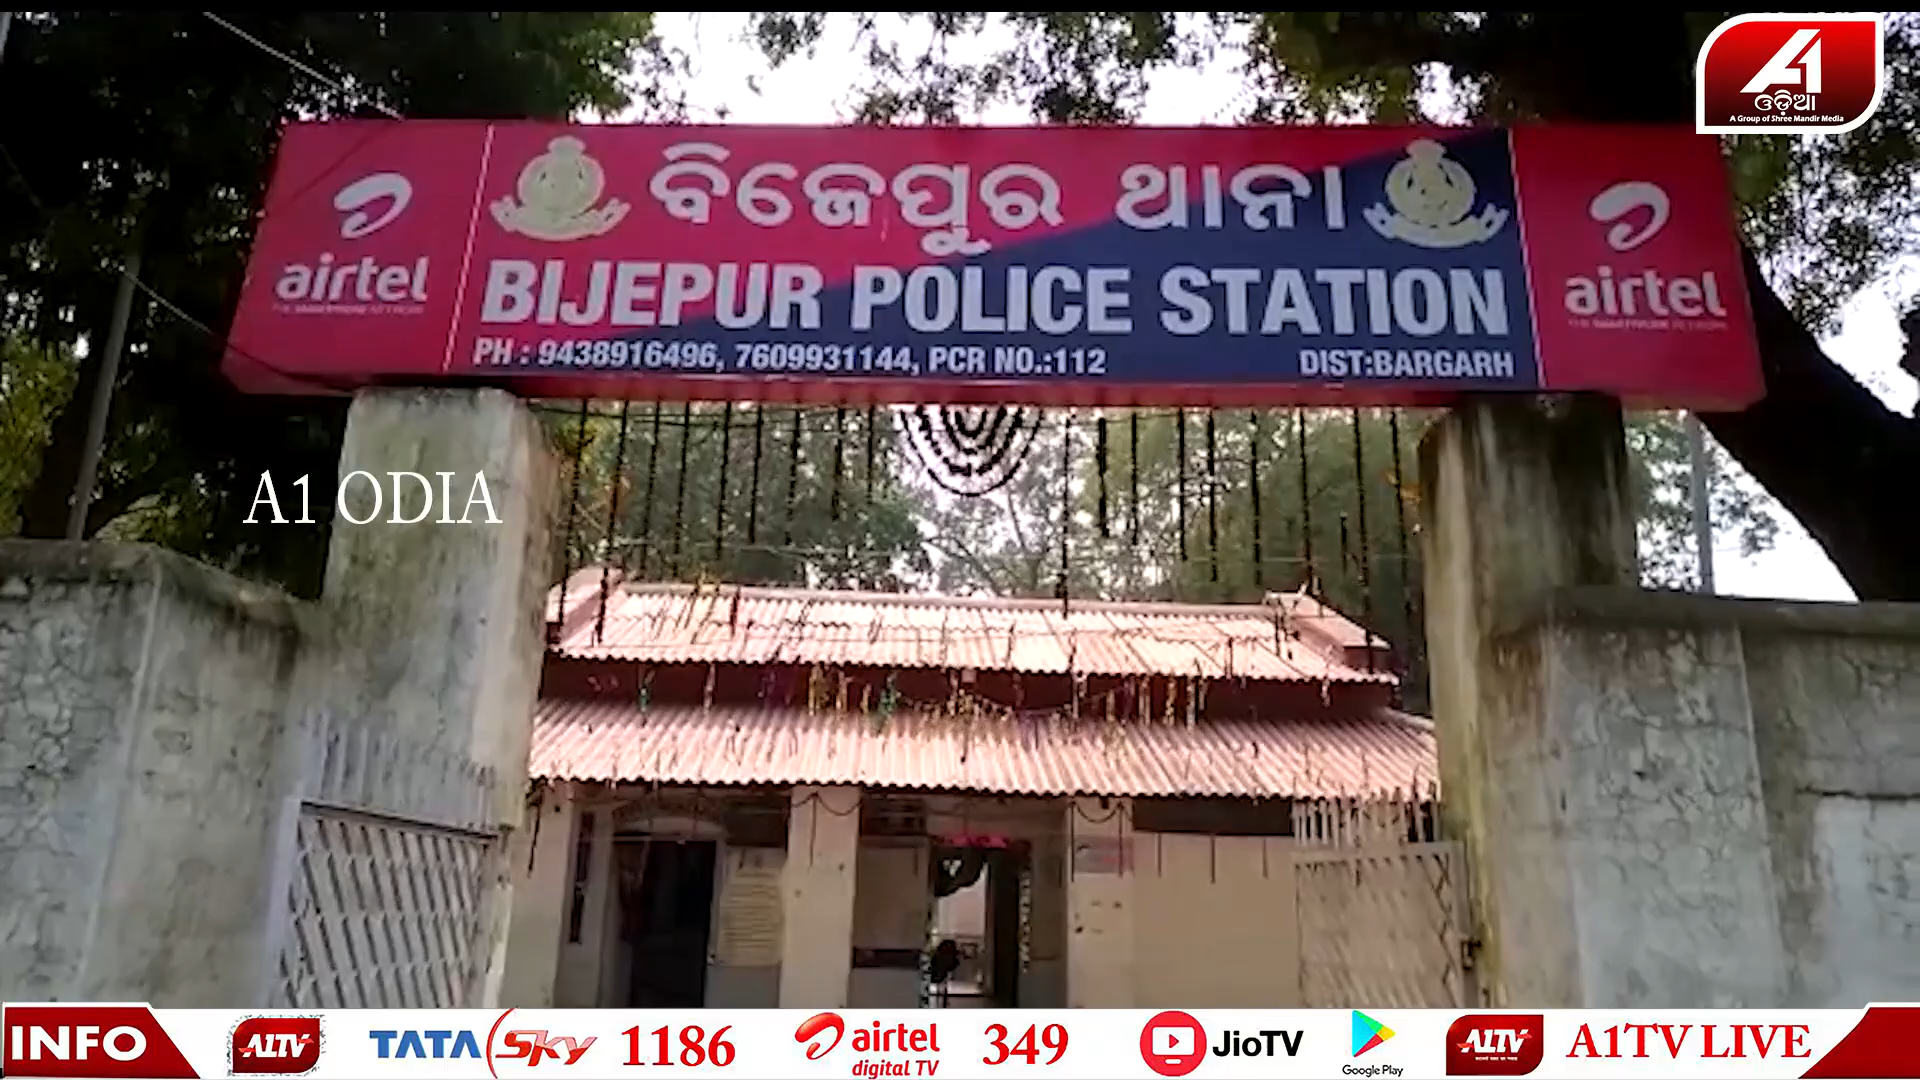 A1
ଓଡ଼ିଆ
A Group of Shree Mandir Media
airtel
ବିଜେପୁର ଥାନା
BIJEPUR POLICE STATION
PH : 9438916496, 7609931144, PCR NO.:112
DIST:BARGARH
airtel
A1 ODIA
INFO
A1TV
TATA Sky 1186
airtel digital TV 349
JioTV
Google Play
A1TV
A1TV LIVE